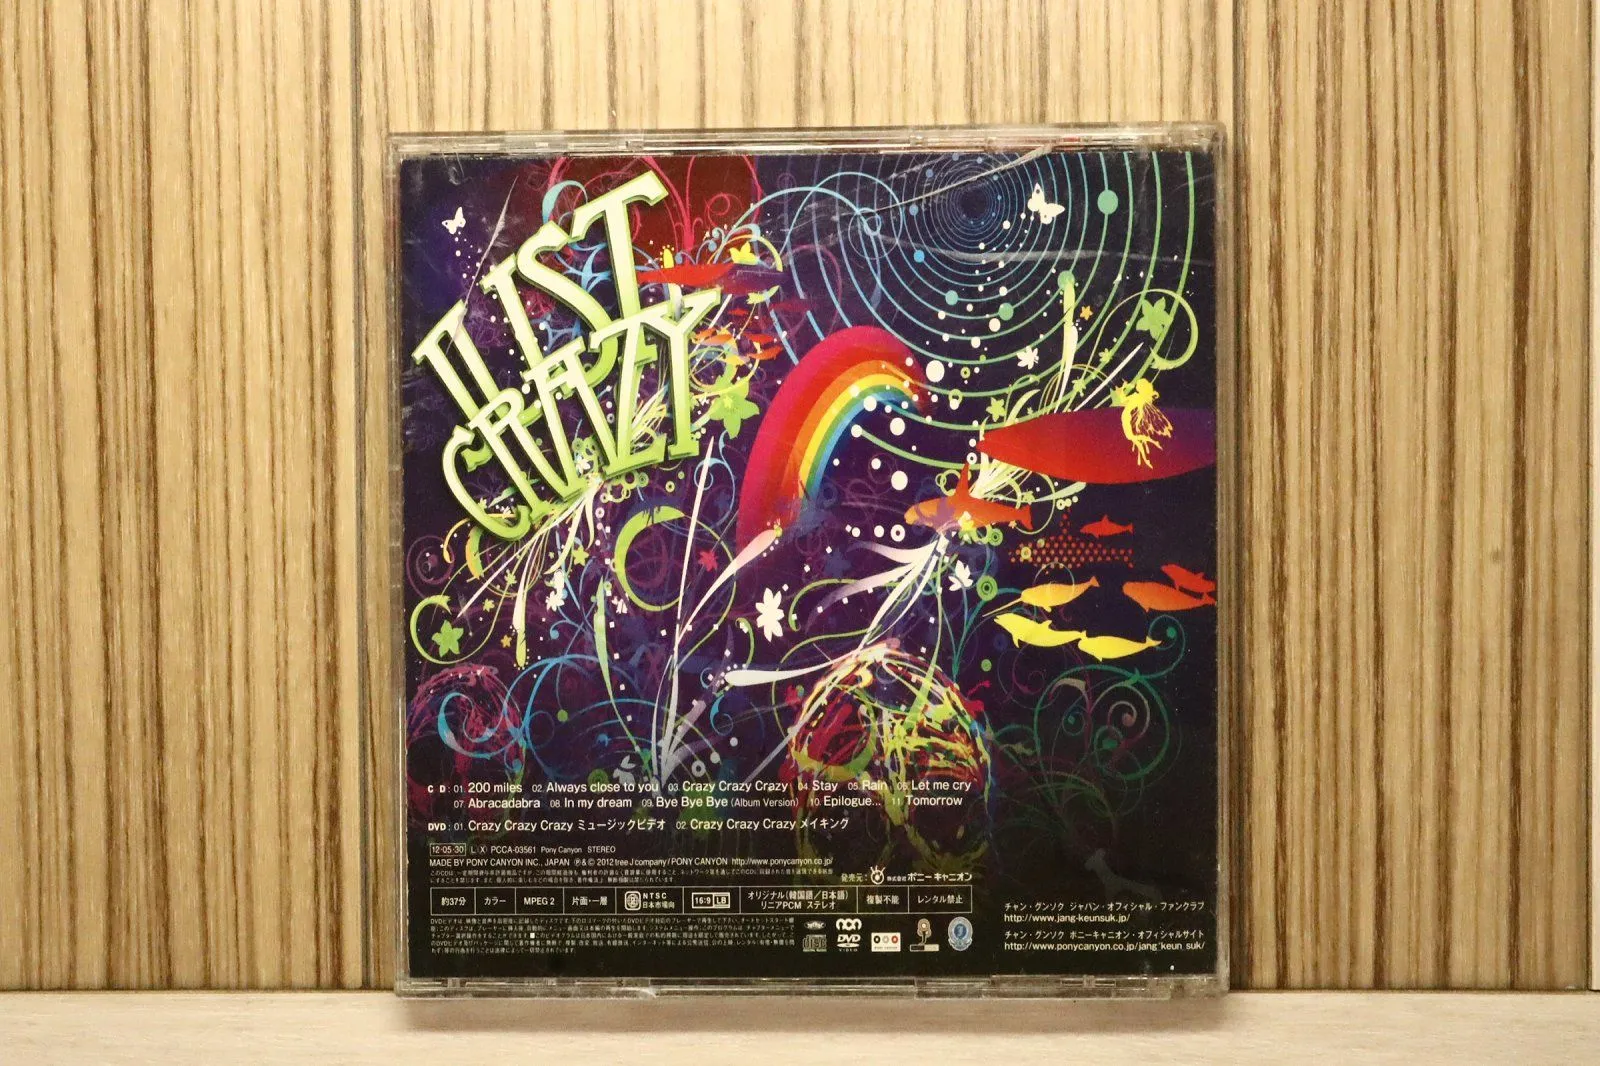 JUST
CRAZY
CD: 01. 200 miles 02. Always close to you 03. Crazy Crazy Crazy 04. Stay 05. Rain 06. Let me cry
07. Abracadabra 08. In my dream 09. Bye Bye Bye (Album Version) 10. Epilogue... 11. Tomorrow
DVD: 01. Crazy Crazy Crazy ミュージックビデオ 02. Crazy Crazy Crazy メイキング
12・05・30 L X PCCA-03561 Pony Canyon STEREO
MADE BY PONY CANYON INC., JAPAN Ⓟ&© 2012 tree J company/PONY CANYON http://www.ponycanyon.co.jp/
発売元: 株式会社 ポニーキャニオン
約37分 カラー MPEG 2 片面・一層 NTSC 日本市場向 16:9 LB オリジナル(韓国語/日本語) リニアPCM ステレオ 複製不能 レンタル禁止
チャン・グンソク ジャパン・オフィシャル・ファンクラブ
http://www.jang-keunsuk.jp/
チャン・グンソク ポニーキャニオン・オフィシャルサイト
http://www.ponycanyon.co.jp/jang_keun_suk/
DVD
VIDEO
PONY CANYON